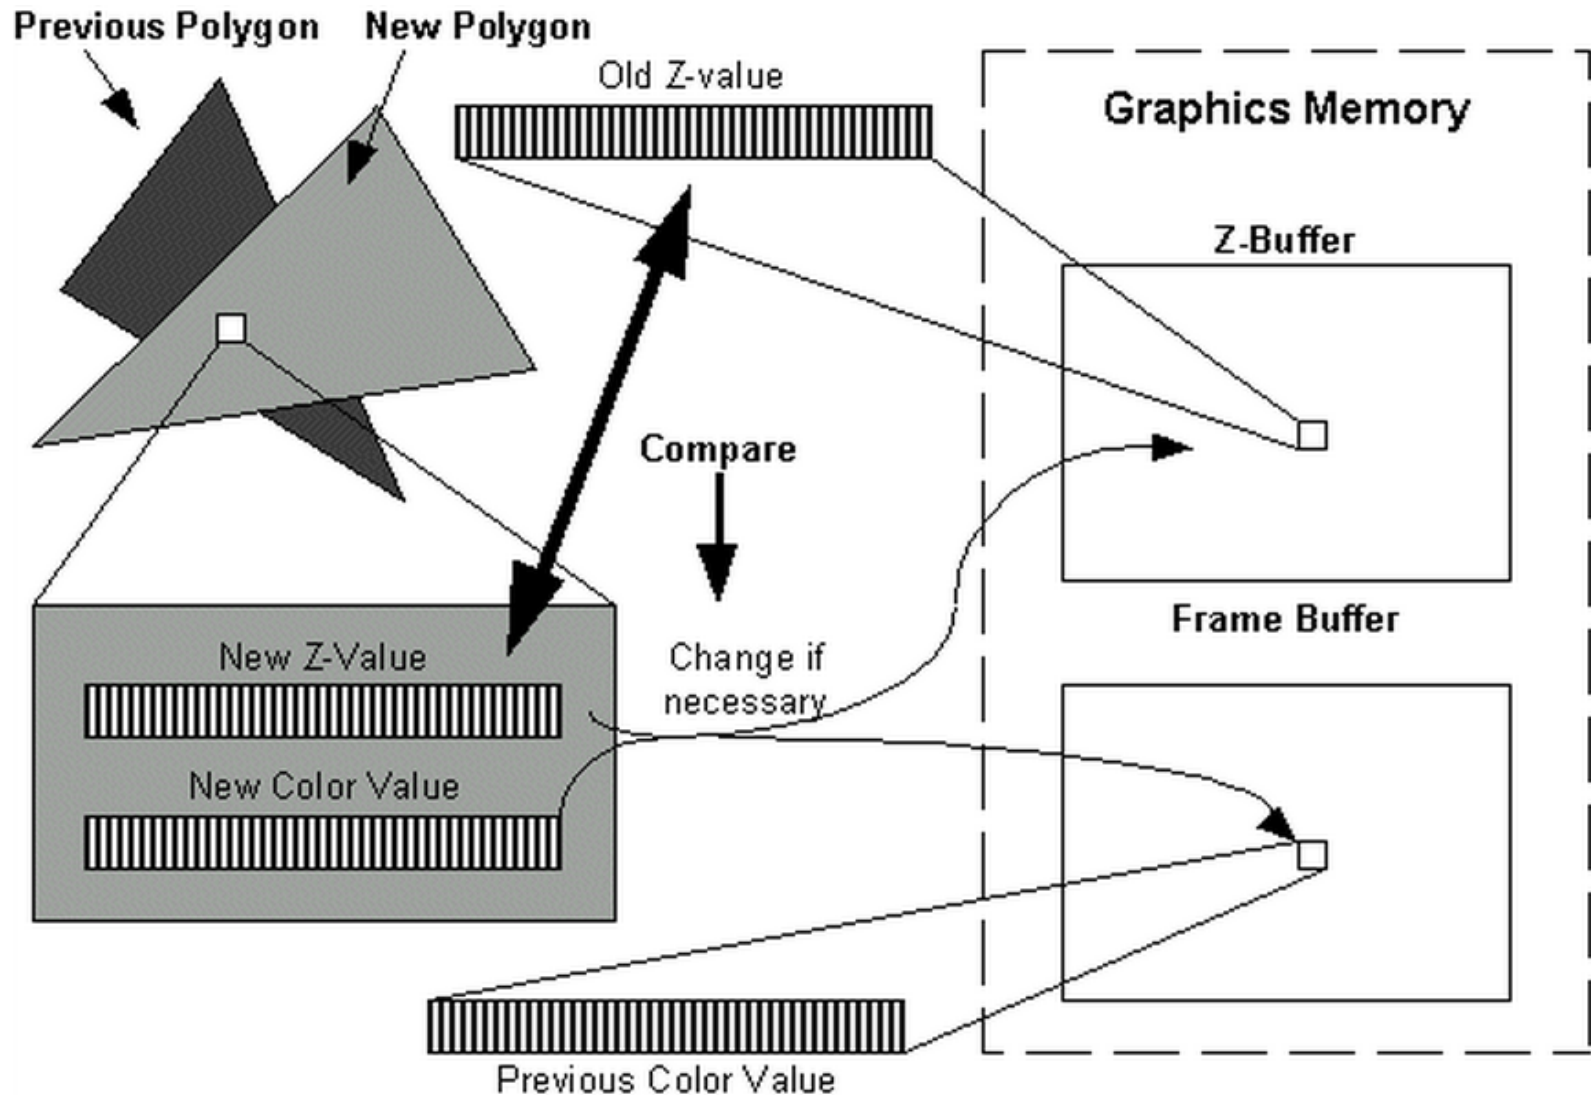 Previous Polygon
New Polygon
Old Z-value
Graphics Memory
Z-Buffer
Compare
Frame Buffer
New Z-Value
Change if
necessary
New Color Value
Previous Color Value